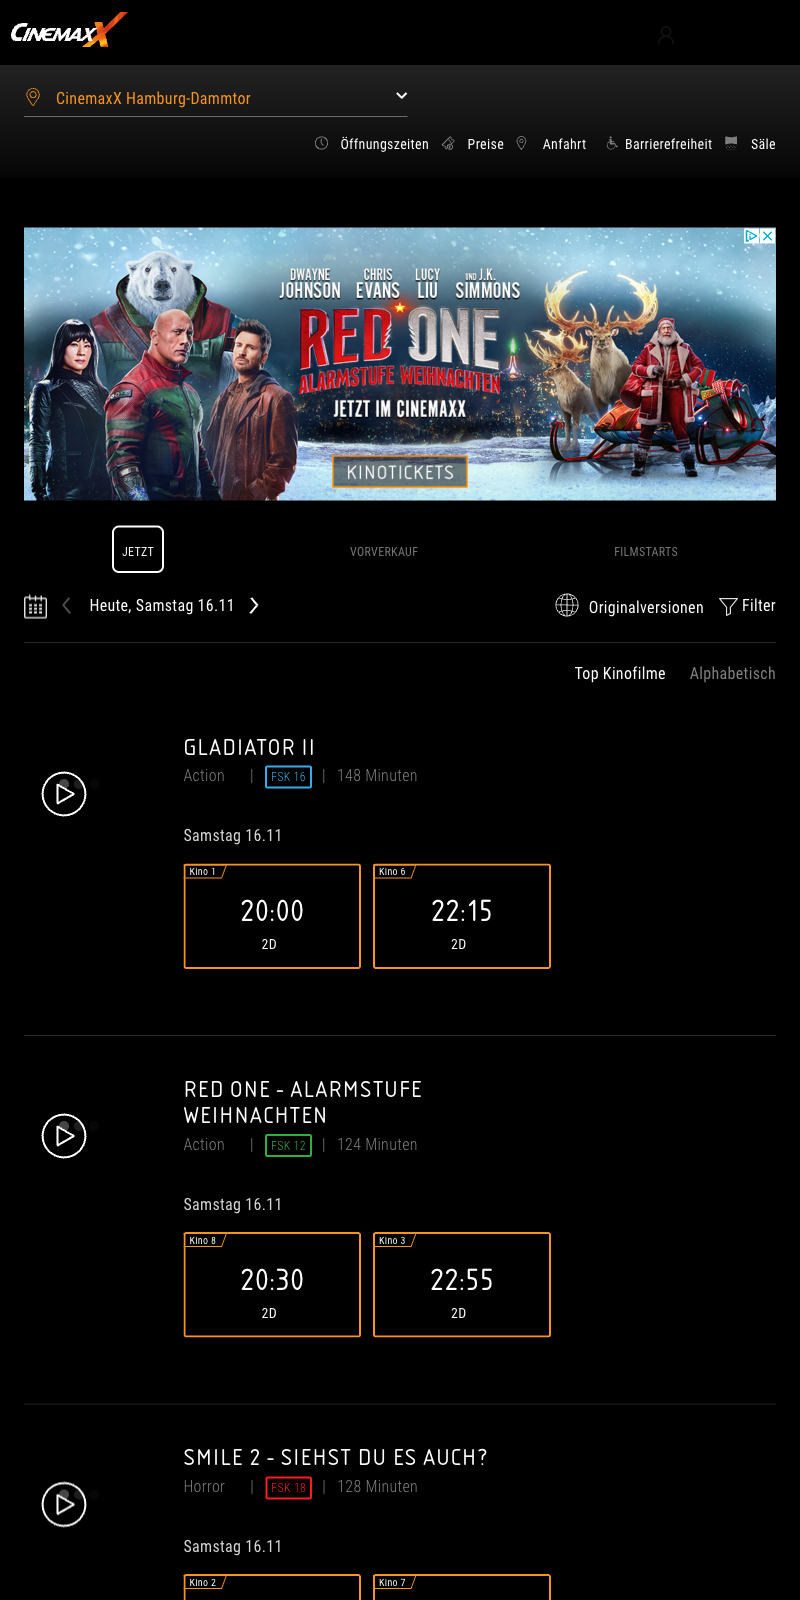 CINEMAXX
CinemaxX Hamburg-Dammtor
Öffnungszeiten Preise Anfahrt Barrierefreiheit Säle
DWAYNE JOHNSON CHRIS EVANS LUCY LIU UND J.K. SIMMONS
RED ONE
ALARMSTUFE WEIHNACHTEN
JETZT IM CINEMAXX
KINOTICKETS
JETZT VORVERKAUF FILMSTARTS
Heute, Samstag 16.11 Originalversionen Filter
Top Kinofilme Alphabetisch
GLADIATOR II
Action | FSK 16 | 148 Minuten
Samstag 16.11
Kino 1 Kino 6
20:00 22:15
2D 2D
RED ONE - ALARMSTUFE
WEIHNACHTEN
Action | FSK 12 | 124 Minuten
Samstag 16.11
Kino 8 Kino 3
20:30 22:55
2D 2D
SMILE 2 - SIEHST DU ES AUCH?
Horror | FSK 18 | 128 Minuten
Samstag 16.11
Kino 2 Kino 7